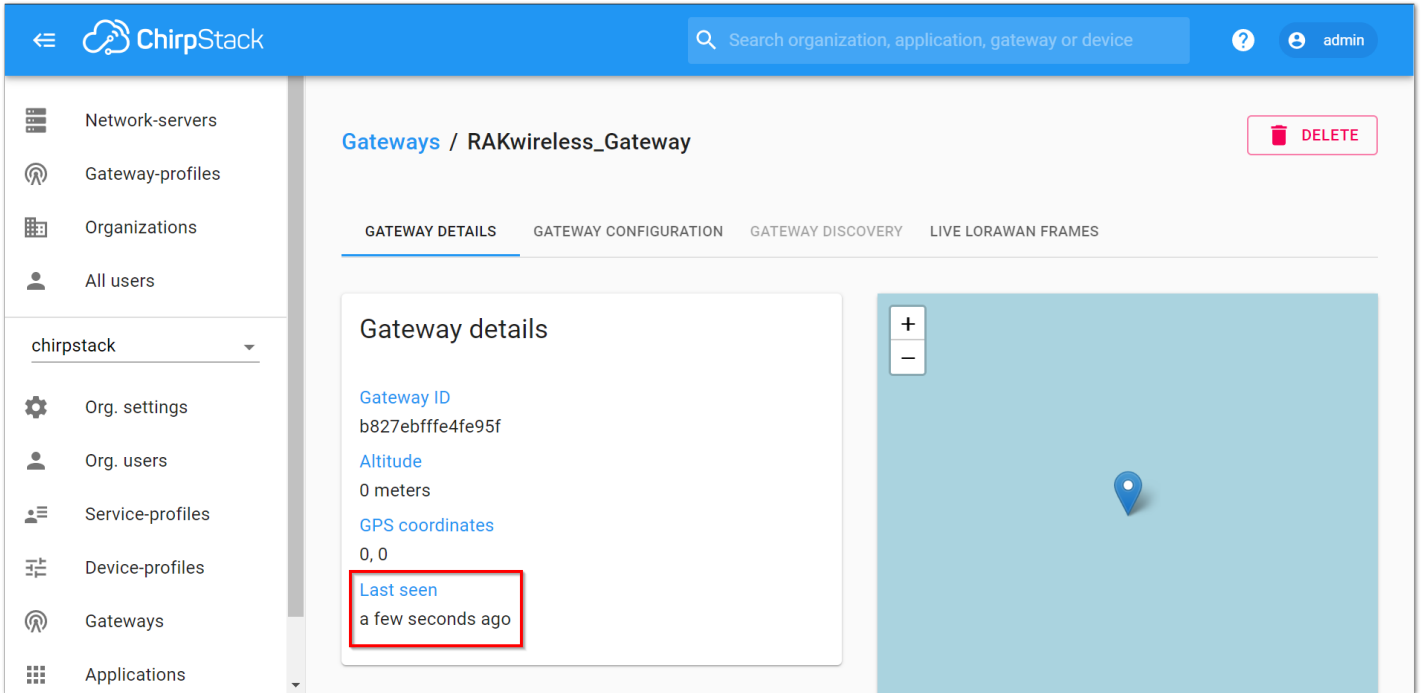 ChirpStack
Search organization, application, gateway or device
?
admin
Network-servers
Gateway-profiles
Organizations
All users
chirpstack
Org. settings
Org. users
Service-profiles
Device-profiles
Gateways
Applications
Gateways / RAKwireless_Gateway
DELETE
GATEWAY DETAILS GATEWAY CONFIGURATION GATEWAY DISCOVERY LIVE LORAWAN FRAMES
Gateway details
Gateway ID
b827ebfffe4fe95f
Altitude
0 meters
GPS coordinates
0, 0
Last seen
a few seconds ago
+
−